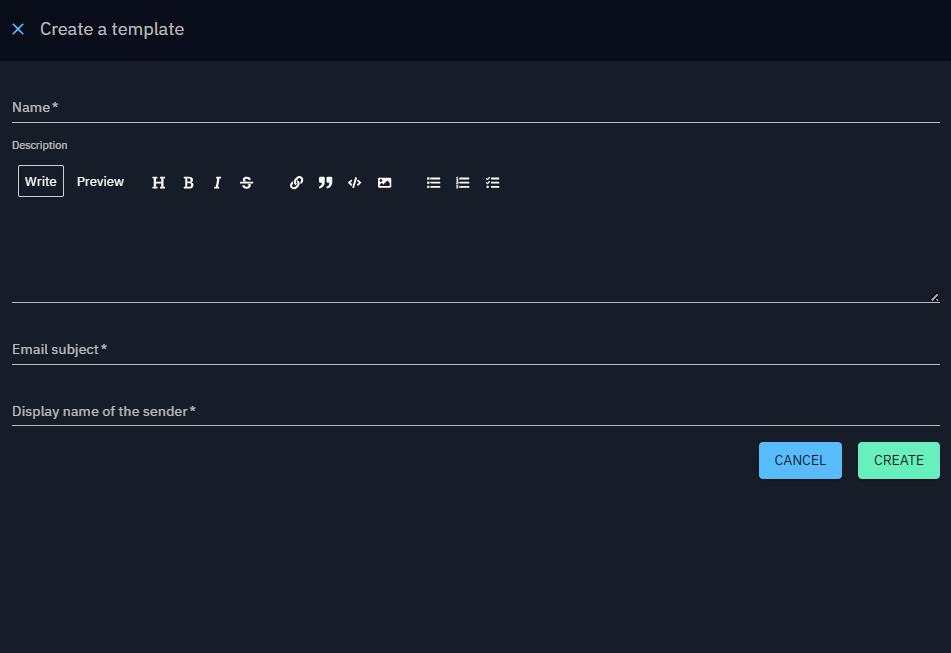 Create a template
Name*
Description
Write Preview
Email subject*
Display name of the sender*
CANCEL CREATE